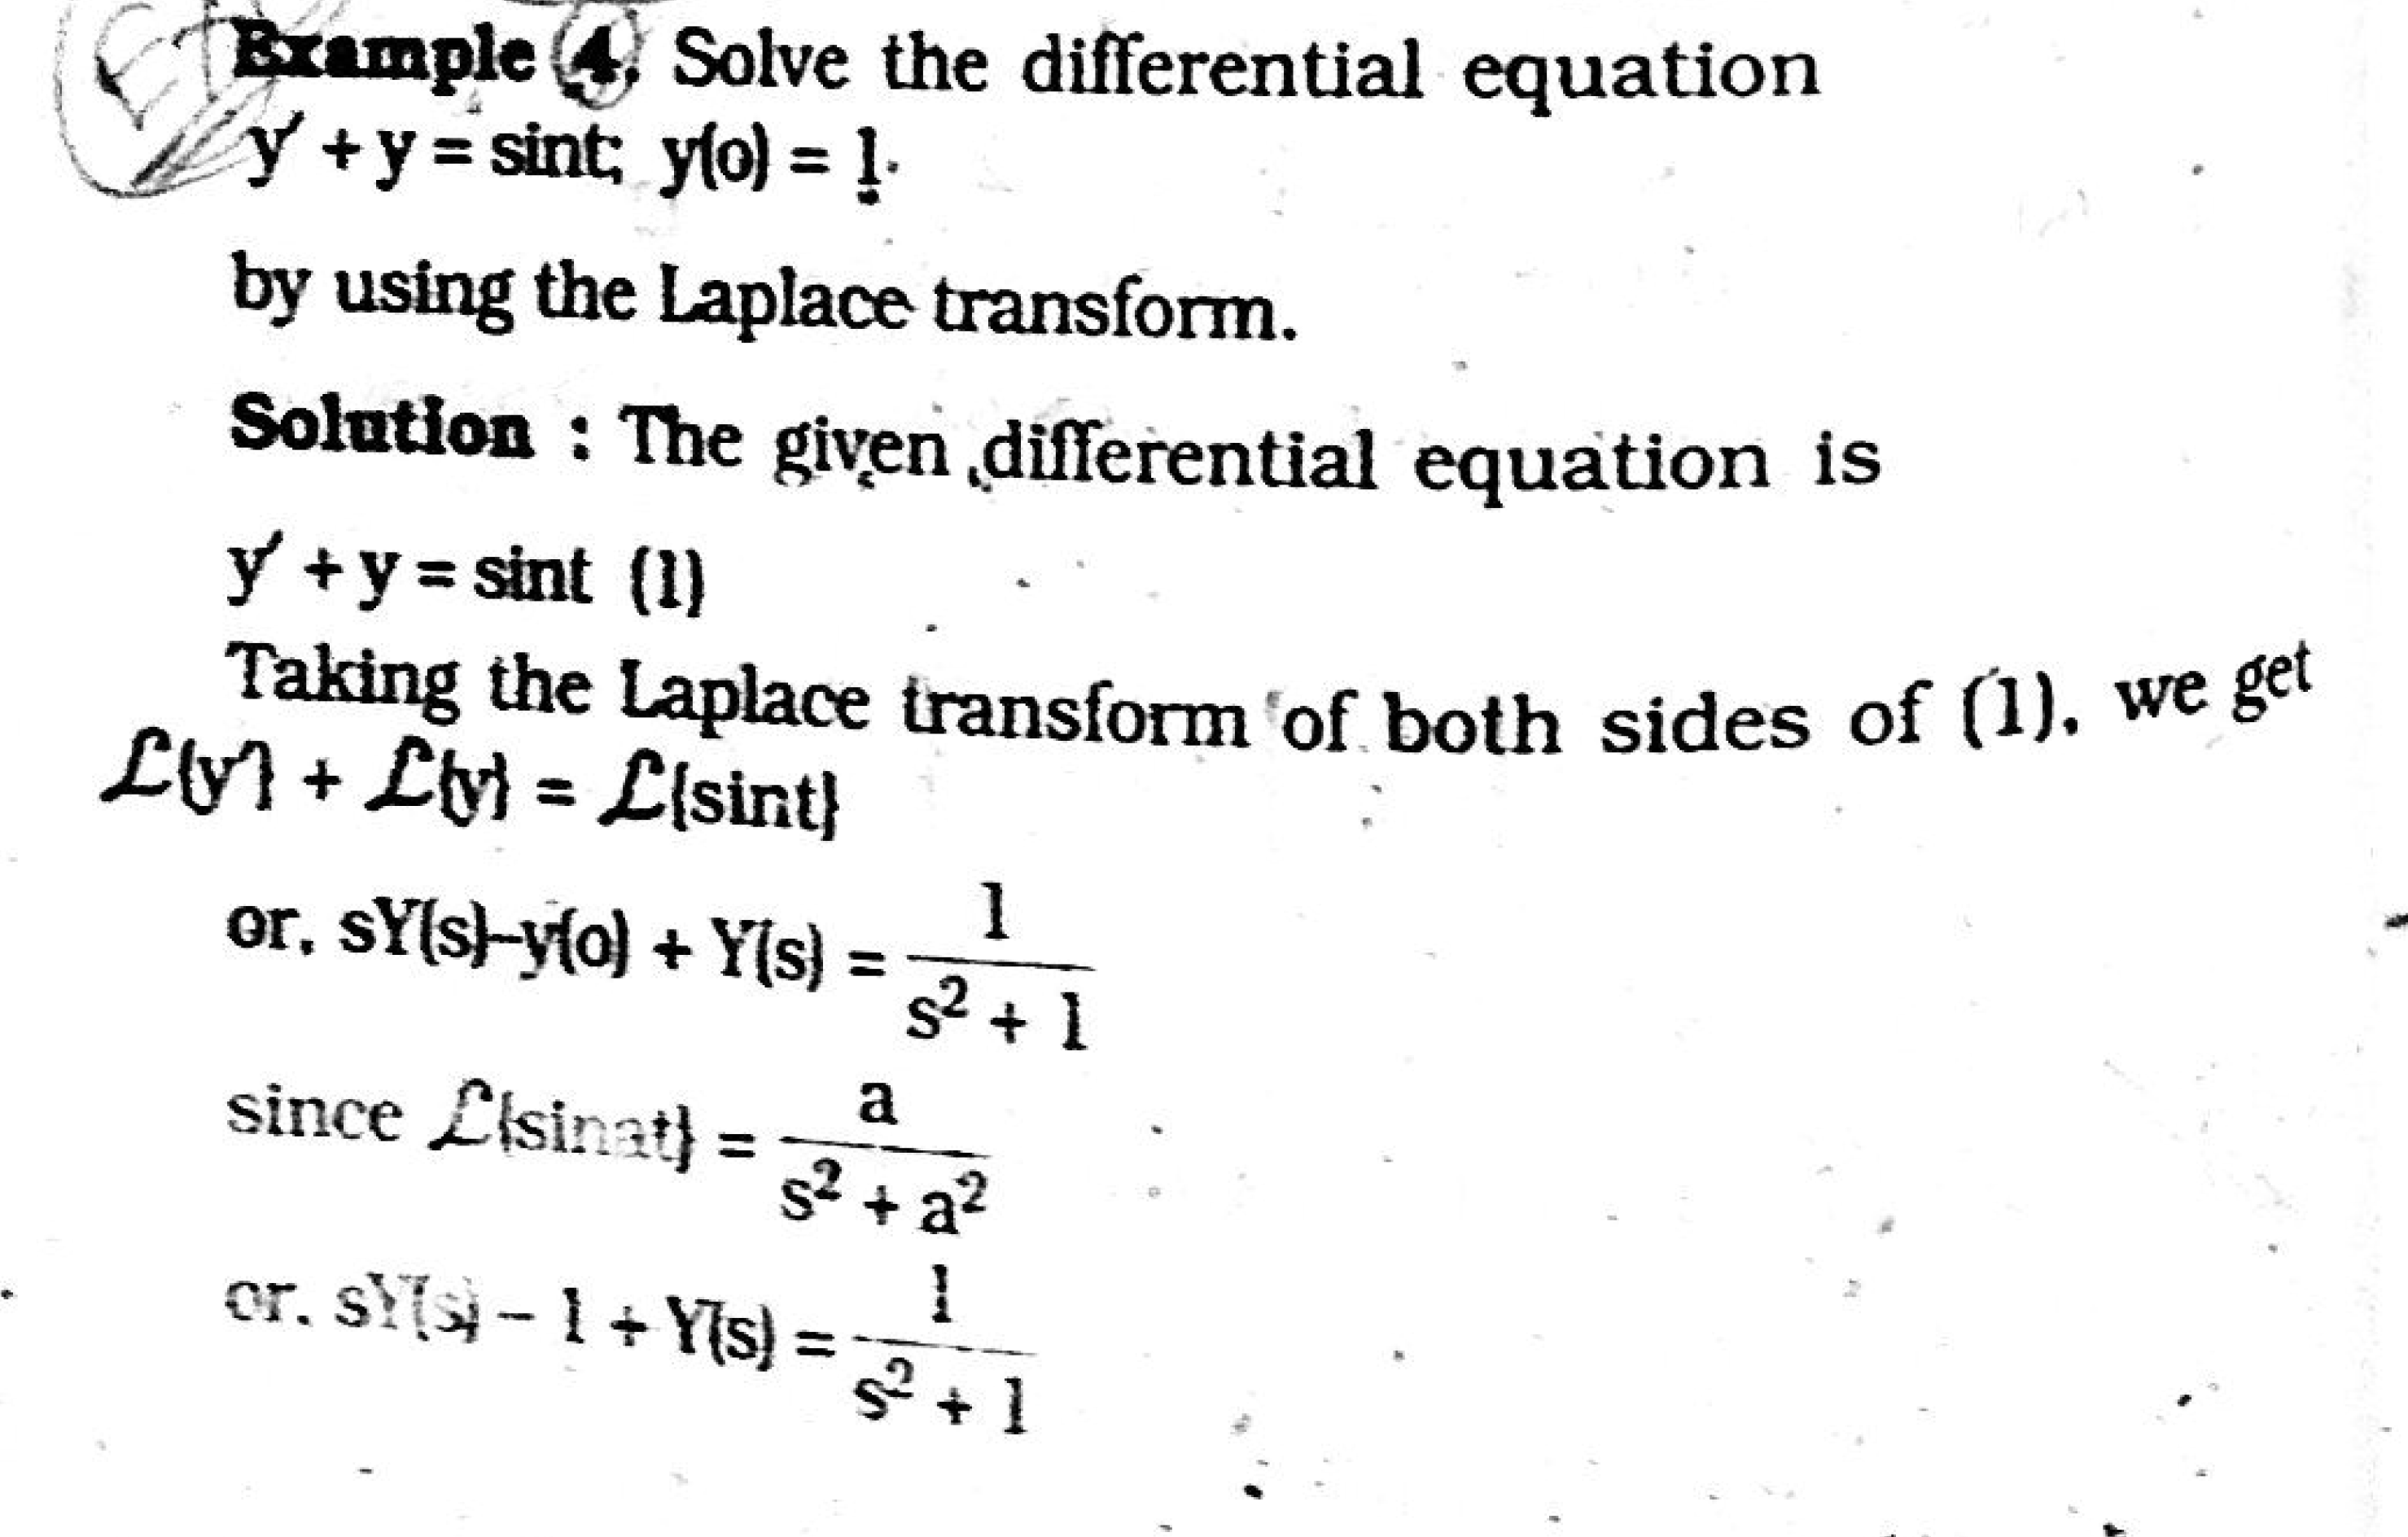 Example 4. Solve the differential equation
y′ + y = sint; y(o) = 1.
by using the Laplace transform.
Solution : The given differential equation is
y′ + y = sint (1)
Taking the Laplace transform of both sides of (1), we get
ℒ{y′} + ℒ{y} = ℒ{sint}
or, sY(s)–y(o) + Y(s) = 1 / (s² + 1)
since ℒ{sinat} = a / (s² + a²)
or, sY(s) – 1 + Y(s) = 1 / (s² + 1)